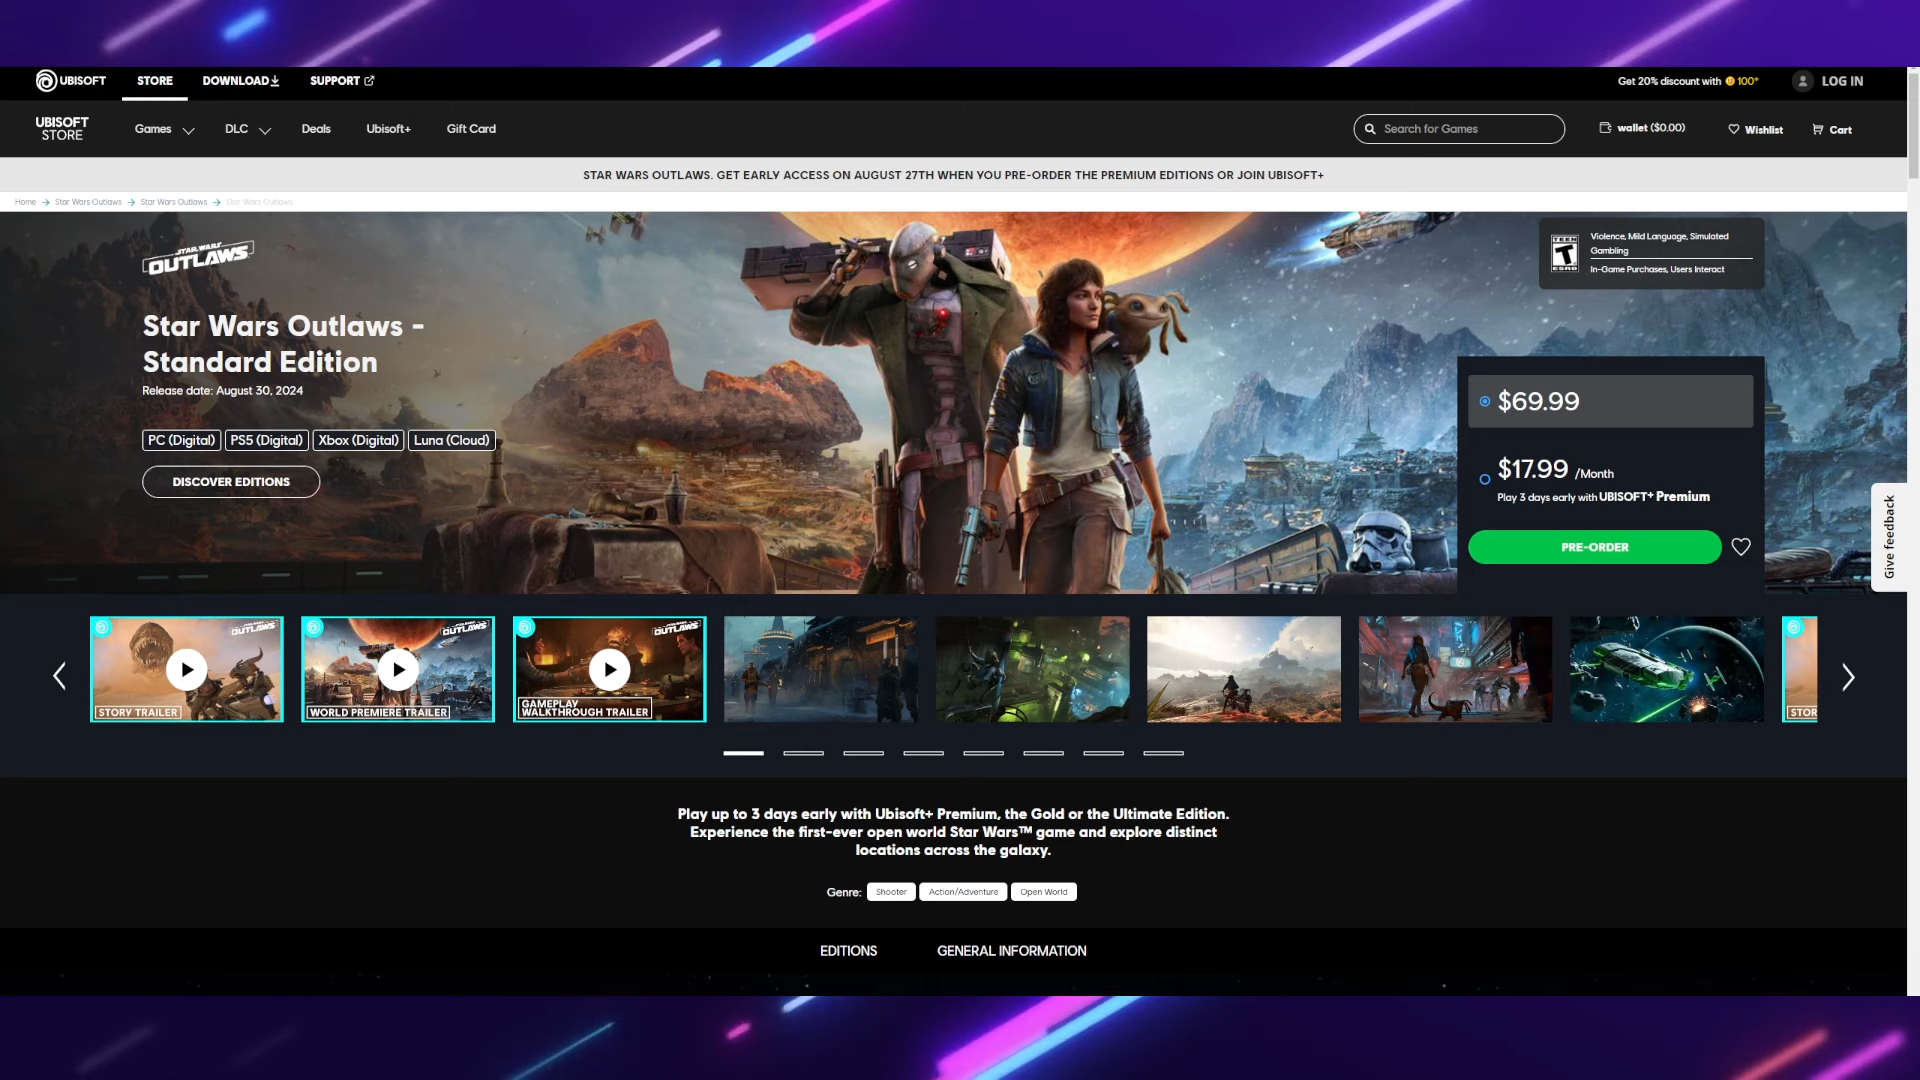 UBISOFT
STORE
DOWNLOAD
SUPPORT
Get 20% discount with 100*
LOG IN
UBISOFT
STORE
Games
DLC
Deals
Ubisoft+
Gift Card
Search for Games
wallet ($0.00)
Wishlist
Cart
STAR WARS OUTLAWS. GET EARLY ACCESS ON AUGUST 27TH WHEN YOU PRE-ORDER THE PREMIUM EDITIONS OR JOIN UBISOFT+
Home → Star Wars Outlaws → Star Wars Outlaws → Star Wars Outlaws
STAR WARS
OUTLAWS
TEEN
T
ESRB
Violence, Mild Language, Simulated
Gambling
In-Game Purchases, Users Interact
Star Wars Outlaws -
Standard Edition
Release date: August 30, 2024
PC (Digital)
PS5 (Digital)
Xbox (Digital)
Luna (Cloud)
DISCOVER EDITIONS
$69.99
$17.99 /Month
Play 3 days early with UBISOFT+ Premium
PRE-ORDER
Give feedback
OUTLAWS
STORY TRAILER
OUTLAWS
WORLD PREMIERE TRAILER
OUTLAWS
GAMEPLAY
WALKTHROUGH TRAILER
STOR
Play up to 3 days early with Ubisoft+ Premium, the Gold or the Ultimate Edition.
Experience the first-ever open world Star Wars™ game and explore distinct
locations across the galaxy.
Genre:
Shooter
Action/Adventure
Open World
EDITIONS
GENERAL INFORMATION